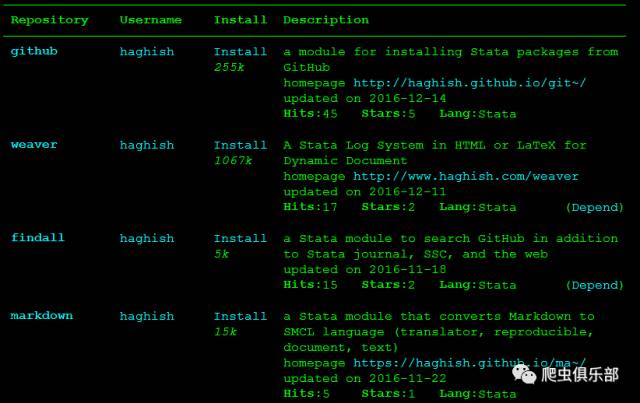 Repository Username Install Description
github haghish Install a module for installing Stata packages from
255k GitHub
homepage http://haghish.github.io/git~/
updated on 2016-12-14
Hits:45 Stars:5 Lang:Stata
weaver haghish Install A Stata Log System in HTML or LaTeX for
1067k Dynamic Document
homepage http://www.haghish.com/weaver
updated on 2016-12-11
Hits:17 Stars:2 Lang:Stata (Depend)
findall haghish Install a Stata module to search GitHub in addition
5k to Stata journal, SSC, and the web
updated on 2016-11-18
Hits:15 Stars:2 Lang:Stata (Depend)
markdown haghish Install a Stata module that converts Markdown to
15k SMCL language (translator, reproducible,
document, text)
homepage https://haghish.github.io/ma~/
updated on 2016-11-22
Hits:5 Stars:1 Lang:Stata
爬虫俱乐部